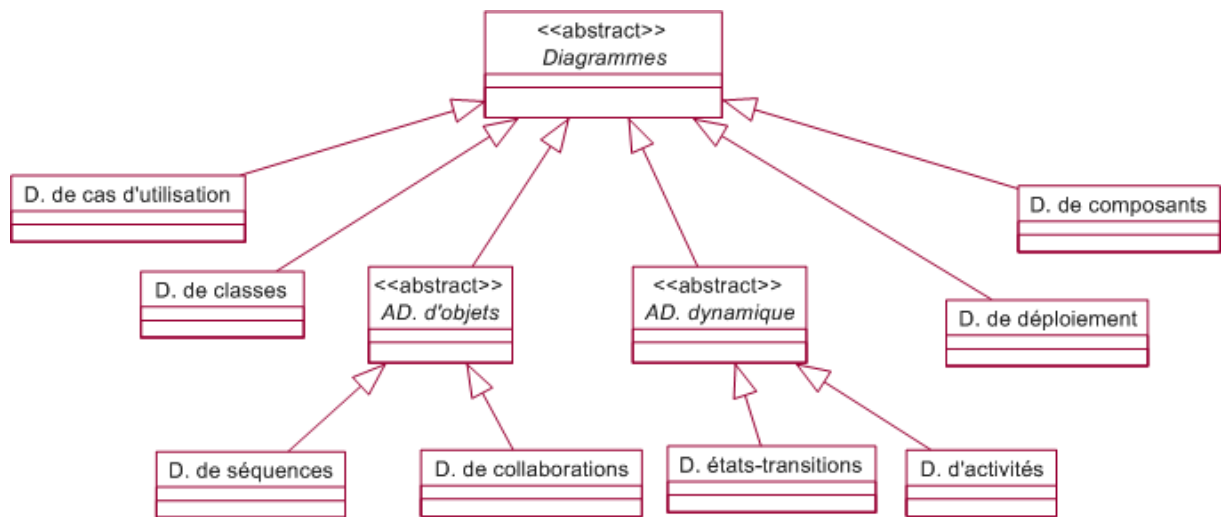 <<abstract>>
Diagrammes
D. de cas d'utilisation
D. de composants
D. de classes
<<abstract>>
AD. d'objets
<<abstract>>
AD. dynamique
D. de déploiement
D. de séquences
D. de collaborations
D. états-transitions
D. d'activités